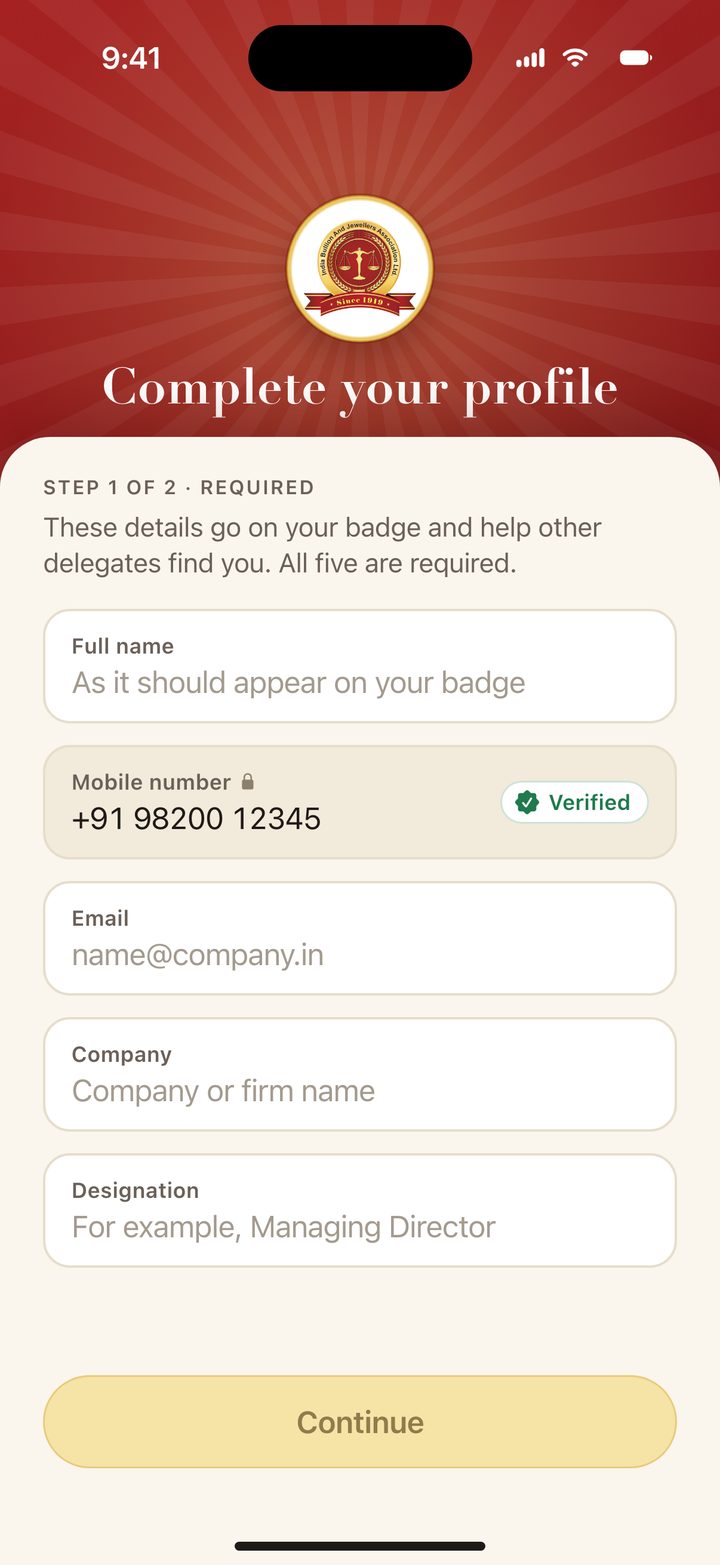 9:41
India Bullion And Jewellers Association Ltd.
Since 1919
Complete your profile
STEP 1 OF 2 · REQUIRED
These details go on your badge and help other
delegates find you. All five are required.
Full name
As it should appear on your badge
Mobile number
+91 98200 12345
Verified
Email
name@company.in
Company
Company or firm name
Designation
For example, Managing Director
Continue